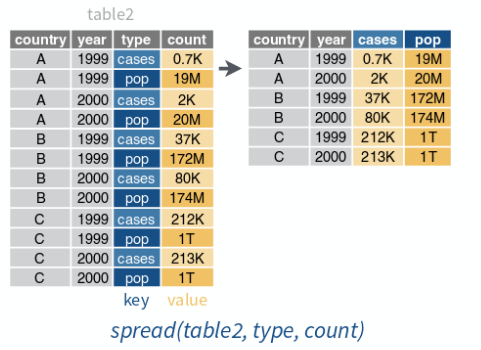 table2
country year type count
A 1999 cases 0.7K
A 1999 pop 19M
A 2000 cases 2K
A 2000 pop 20M
B 1999 cases 37K
B 1999 pop 172M
B 2000 cases 80K
B 2000 pop 174M
C 1999 cases 212K
C 1999 pop 1T
C 2000 cases 213K
C 2000 pop 1T
key value
country year cases pop
A 1999 0.7K 19M
A 2000 2K 20M
B 1999 37K 172M
B 2000 80K 174M
C 1999 212K 1T
C 2000 213K 1T
spread(table2, type, count)